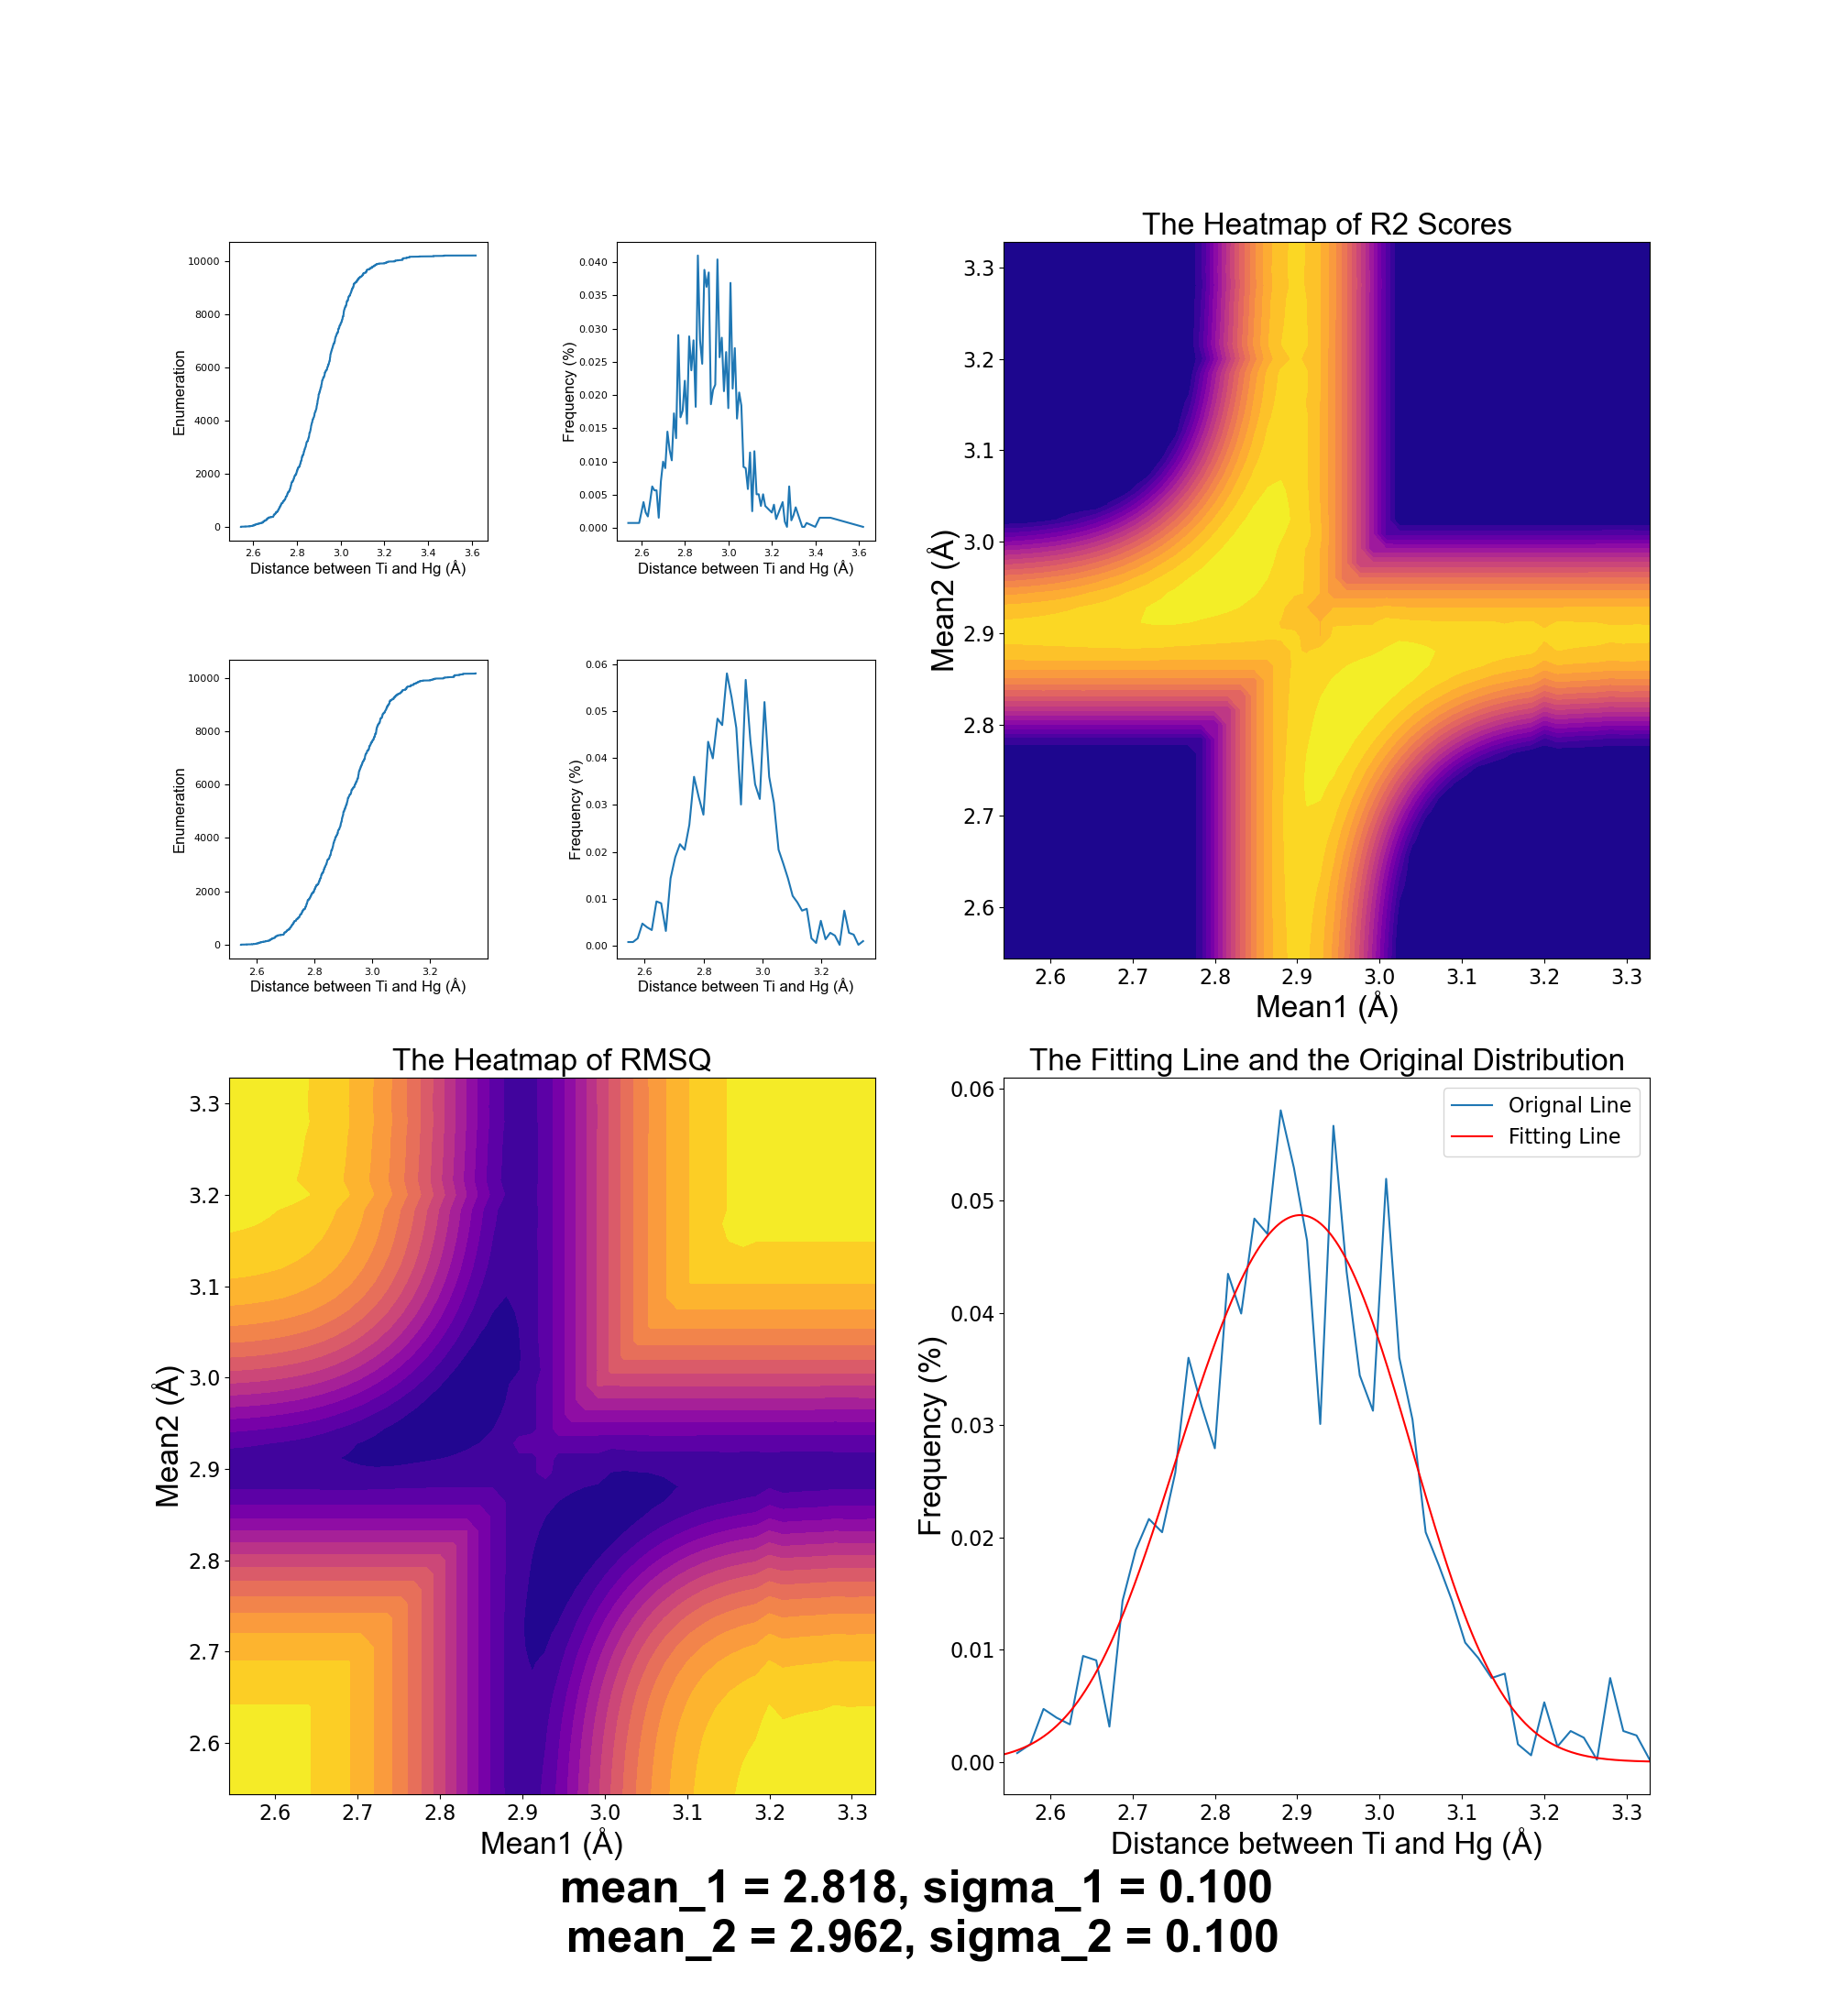 10000
8000
6000
4000
2000
0
Enumeration
2.6 2.8 3.0 3.2 3.4 3.6
Distance between Ti and Hg (Å)
0.040
0.035
0.030
0.025
0.020
0.015
0.010
0.005
0.000
Frequency (%)
2.6 2.8 3.0 3.2 3.4 3.6
Distance between Ti and Hg (Å)
The Heatmap of R2 Scores
3.3
3.2
3.1
3.0
2.9
2.8
2.7
2.6
Mean2 (Å)
2.6 2.7 2.8 2.9 3.0 3.1 3.2 3.3
Mean1 (Å)
10000
8000
6000
4000
2000
0
Enumeration
2.6 2.8 3.0 3.2
Distance between Ti and Hg (Å)
0.06
0.05
0.04
0.03
0.02
0.01
0.00
Frequency (%)
2.6 2.8 3.0 3.2
Distance between Ti and Hg (Å)
The Heatmap of RMSQ
3.3
3.2
3.1
3.0
2.9
2.8
2.7
2.6
Mean2 (Å)
2.6 2.7 2.8 2.9 3.0 3.1 3.2 3.3
Mean1 (Å)
The Fitting Line and the Original Distribution
Orignal Line
Fitting Line
0.06
0.05
0.04
0.03
0.02
0.01
0.00
Frequency (%)
2.6 2.7 2.8 2.9 3.0 3.1 3.2 3.3
Distance between Ti and Hg (Å)
mean_1 = 2.818, sigma_1 = 0.100
mean_2 = 2.962, sigma_2 = 0.100